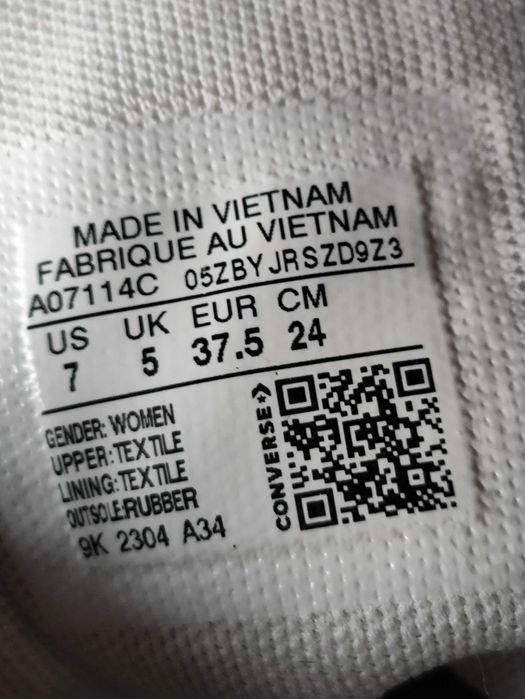 MADE IN VIETNAM
FABRIQUE AU VIETNAM
A07114C 05ZBYJRSZD9Z3
US UK EUR CM
7 5 37.5 24
GENDER: WOMEN
UPPER:TEXTILE
LINING:TEXTILE
OUTSOLE:RUBBER
9K 2304 A34
CONVERSE